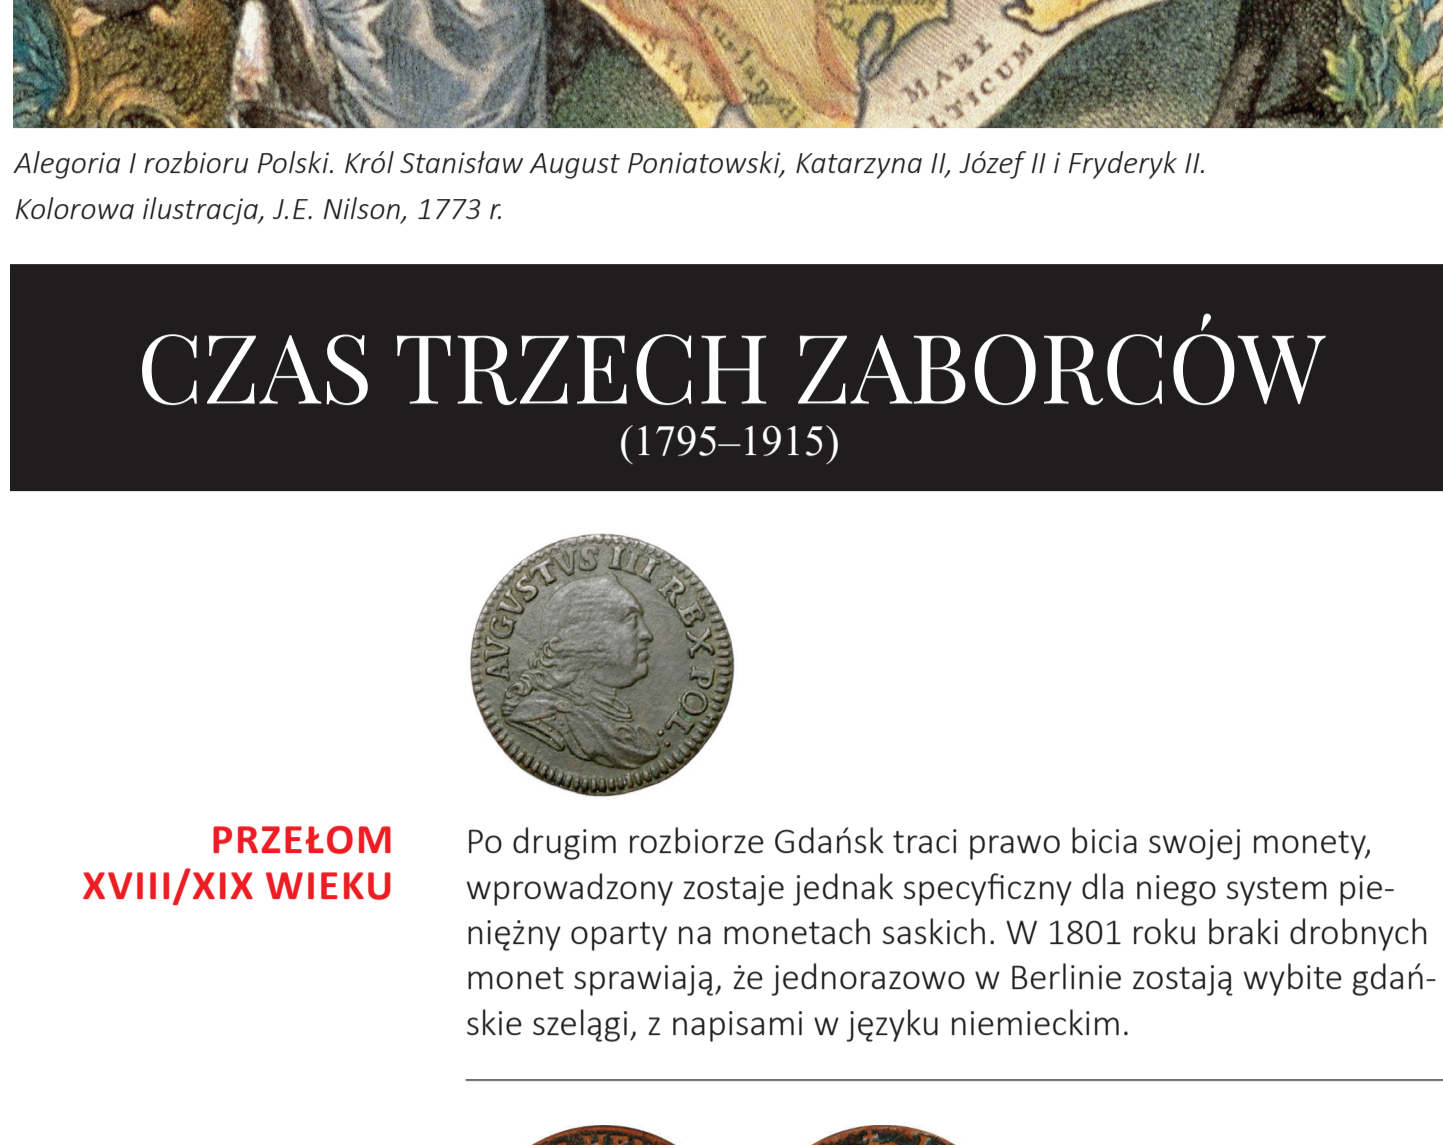 MARE
LTICUM
Alegoria I rozbioru Polski. Król Stanisław August Poniatowski, Katarzyna II, Józef II i Fryderyk II.
Kolorowa ilustracja, J.E. Nilson, 1773 r.
CZAS TRZECH ZABORCÓW
(1795–1915)
AVGVSTVS III REX POL:
PRZEŁOM
XVIII/XIX WIEKU
Po drugim rozbiorze Gdańsk traci prawo bicia swojej monety,
wprowadzony zostaje jednak specyficzny dla niego system pie-
niężny oparty na monetach saskich. W 1801 roku braki drobnych
monet sprawiają, że jednorazowo w Berlinie zostają wybite gdań-
skie szelągi, z napisami w języku niemieckim.